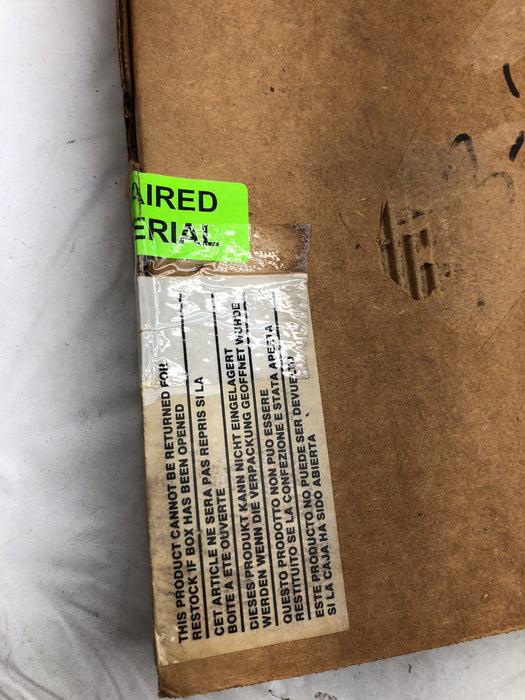 AIRED
ERIAL
THIS PRODUCT CANNOT BE RETURNED FOR
RESTOCK IF BOX HAS BEEN OPENED
CET ARTICLE NE SERA PAS REPRIS SI LA
BOITE A ETE OUVERTE
DIESES PRODUKT KANN NICHT EINGELAGERT
WERDEN WENN DIE VERPACKUNG GEOFFNET WURDE
QUESTO PRODOTTO NON PUO ESSERE
RESTITUITO SE LA CONFEZIONE E STATA APERTA
ESTE PRODUCTO NO PUEDE SER DEVUELTO
SI LA CAJA HA SIDO ABIERTA